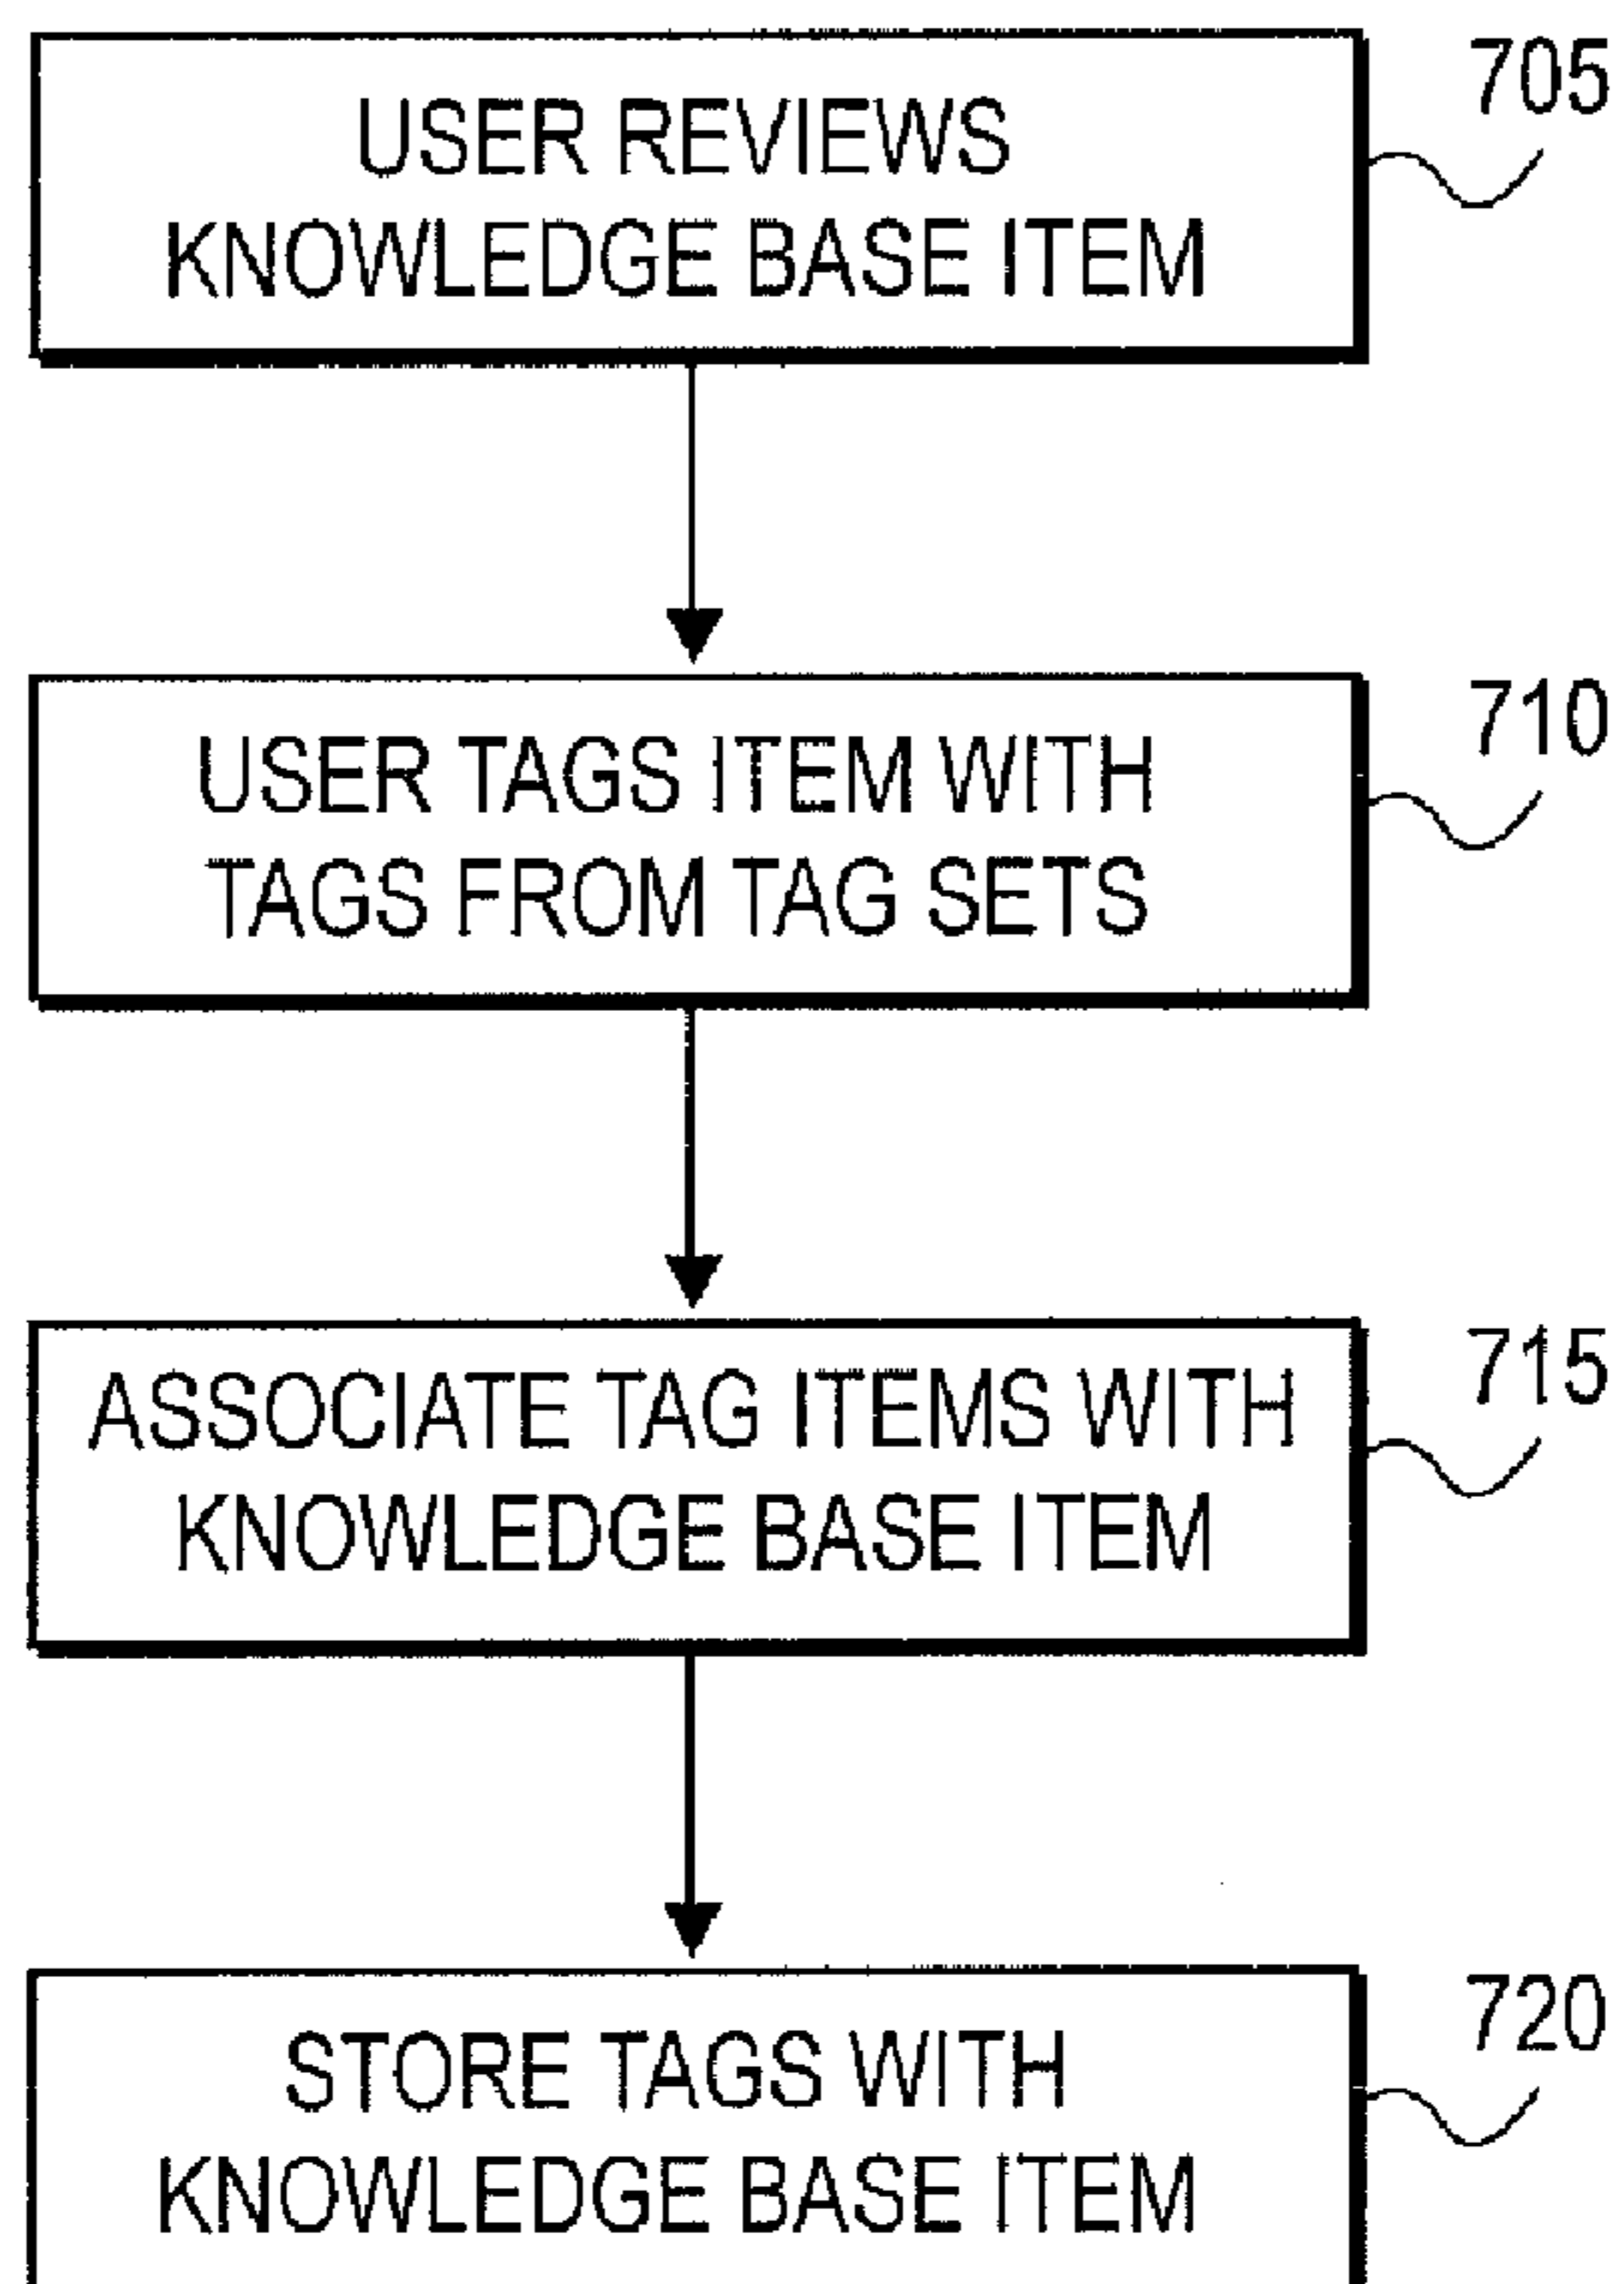 705
USER REVIEWS
KNOWLEDGE BASE ITEM
710
USER TAGS ITEM WITH
TAGS FROM TAG SETS
715
ASSOCIATE TAG ITEMS WITH
KNOWLEDGE BASE ITEM
720
STORE TAGS WITH
KNOWLEDGE BASE ITEM